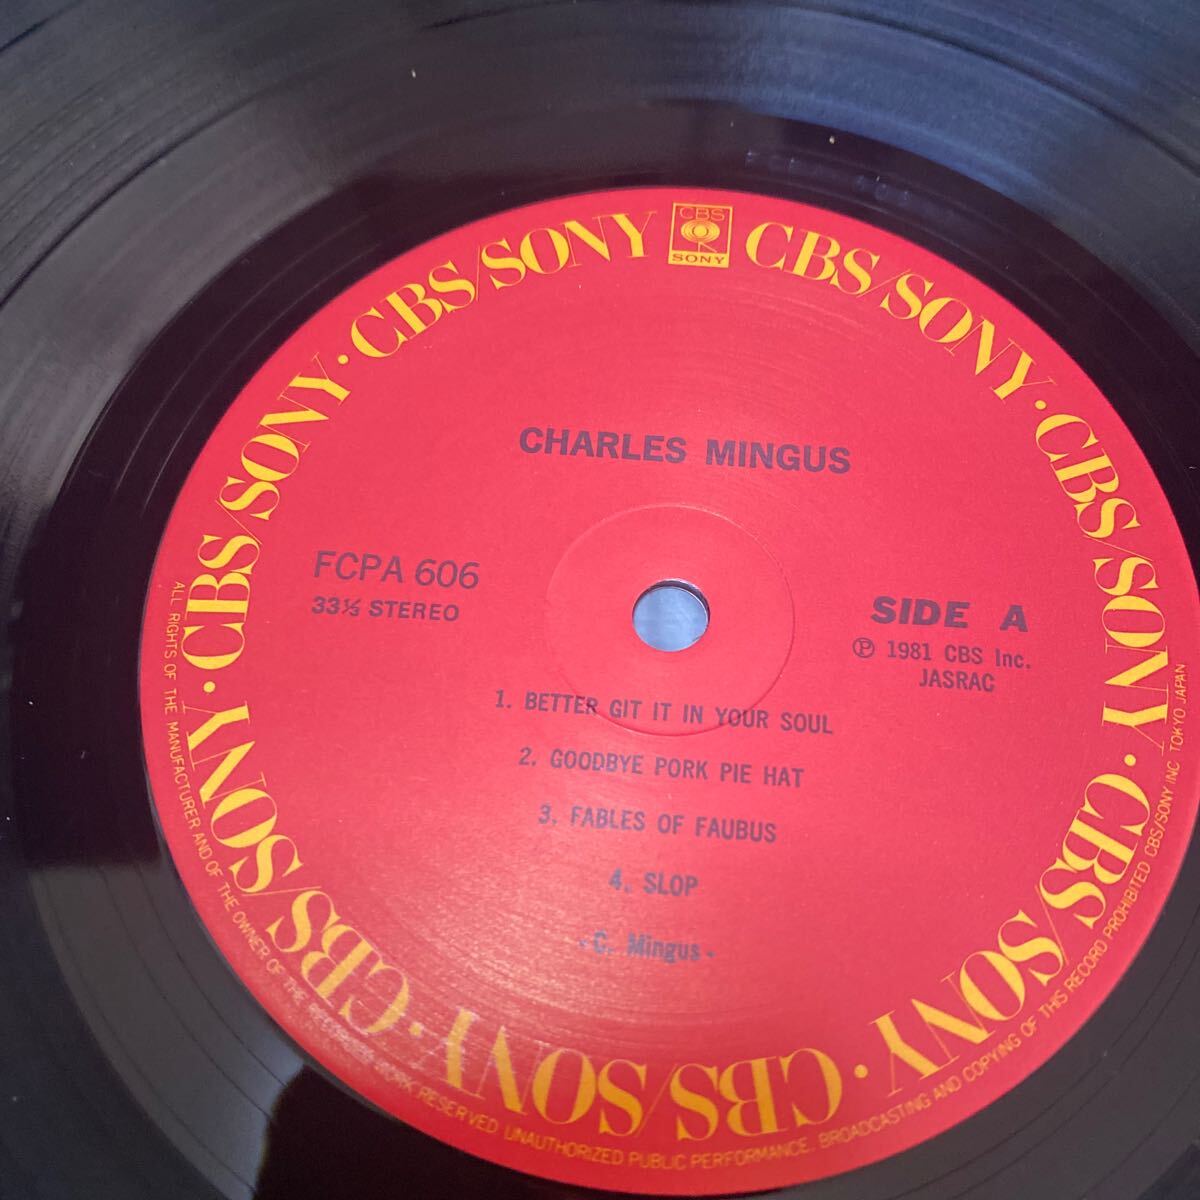 CBS/SONY · CBS/SONY · CBS/SONY · CBS/SONY · CBS/SONY · CBS/SONY · CBS/SONY · CBS/SONY · CBS/SONY · CBS/SONY
CBS
SONY
CHARLES MINGUS
FCPA 606
33⅓ STEREO
SIDE A
Ⓟ 1981 CBS Inc.
JASRAC
1. BETTER GIT IT IN YOUR SOUL
2. GOODBYE PORK PIE HAT
3. FABLES OF FAUBUS
4. SLOP
- C. Mingus -
ALL RIGHTS OF THE MANUFACTURER AND OF THE OWNER OF THE RECORDED WORK RESERVED UNAUTHORIZED PUBLIC PERFORMANCE, BROADCASTING AND COPYING OF THIS RECORD PROHIBITED CBS/SONY INC TOKYO JAPAN